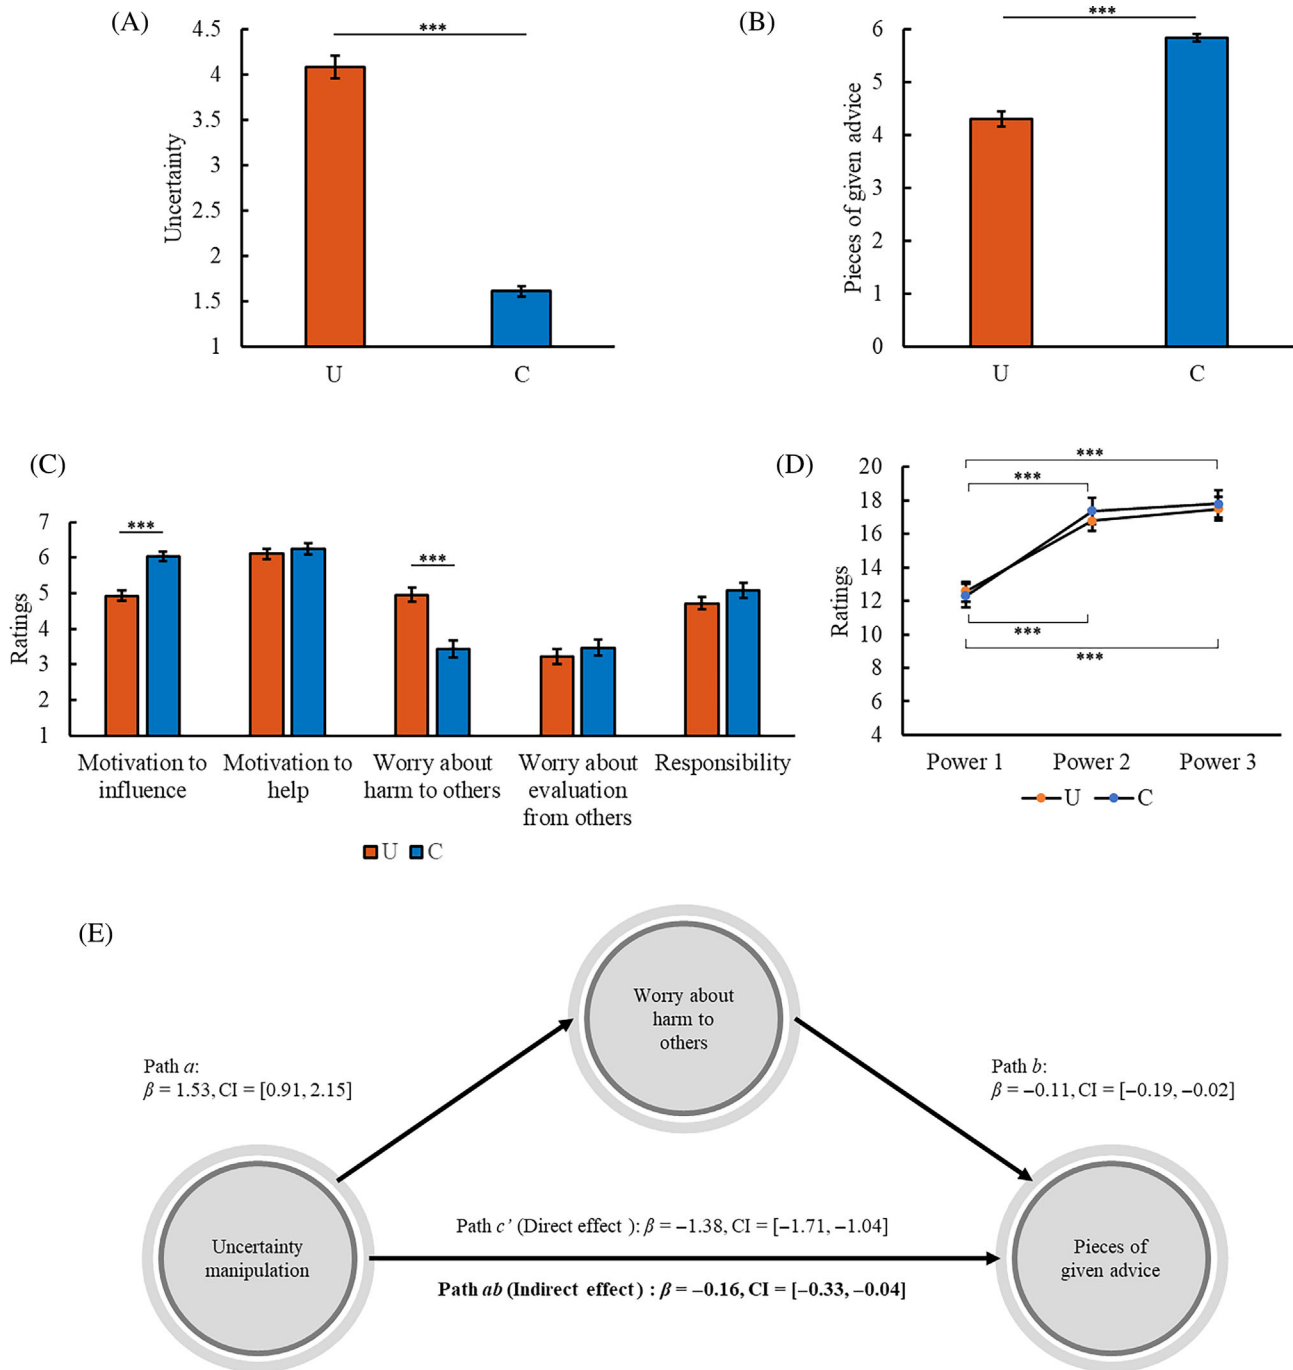 (A)
***
4.5
4
3.5
3
2.5
2
1.5
1
Uncertainty
U
C
(B)
***
6
5
4
3
2
1
0
Pieces of given advice
U
C
(C)
7
6
5
4
3
2
1
Ratings
***
***
Motivation to
influence
Motivation to
help
Worry about
harm to others
Worry about
evaluation
from others
Responsibility
U C
(D)
20
18
16
14
12
10
8
6
4
Ratings
***
***
***
***
Power 1
Power 2
Power 3
U C
(E)
Worry about
harm to
others
Path a:
β = 1.53, CI = [0.91, 2.15]
Path b:
β = −0.11, CI = [−0.19, −0.02]
Uncertainty
manipulation
Path c’ (Direct effect ): β = −1.38, CI = [−1.71, −1.04]
Path ab (Indirect effect) : β = −0.16, CI = [−0.33, −0.04]
Pieces of
given advice